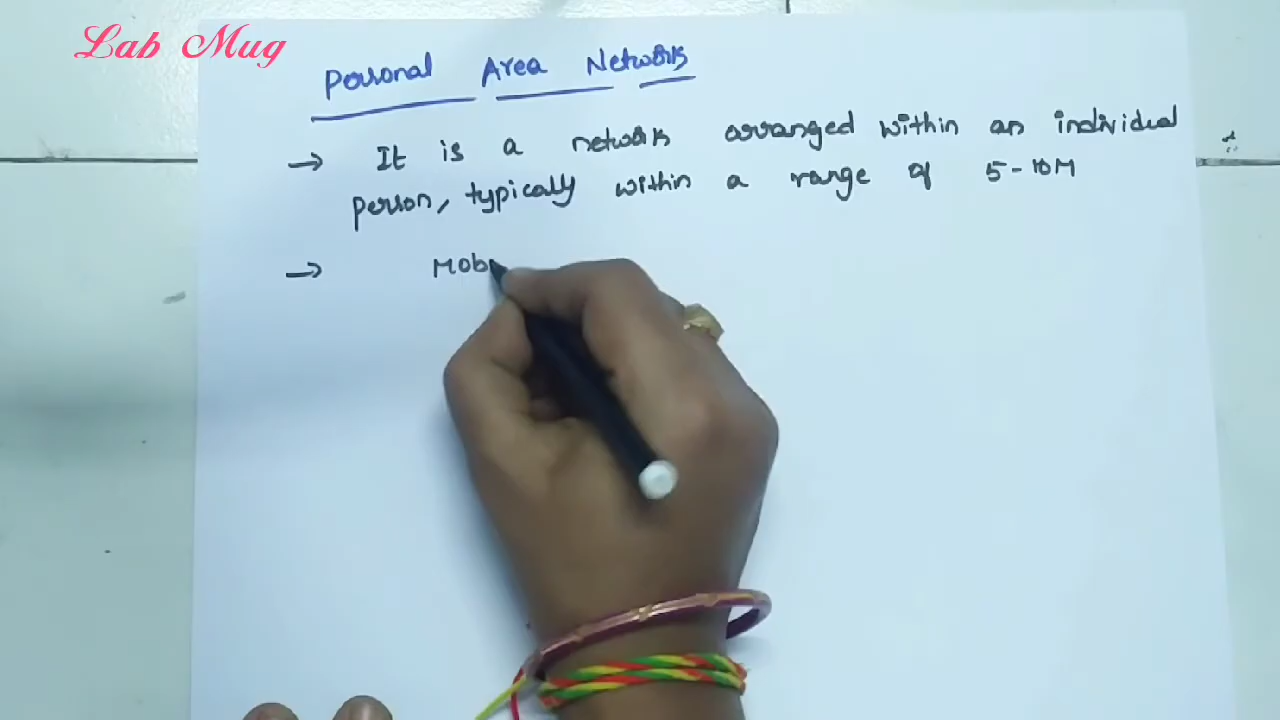 Lab Mug
Personal Area Network
→ It is a network arranged within an individual
person, typically within a range of 5-10M
→ Mob